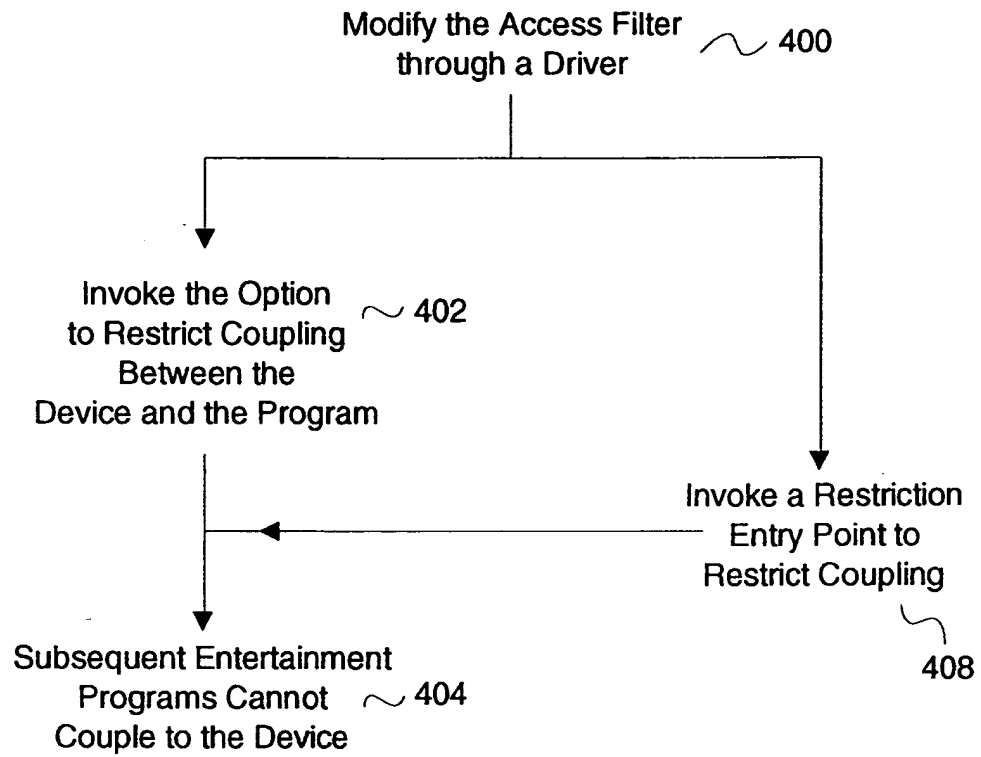 Modify the Access Filter
through a Driver
400
Invoke the Option
to Restrict Coupling
Between the
Device and the Program
402
Invoke a Restriction
Entry Point to
Restrict Coupling
408
Subsequent Entertainment
Programs Cannot
Couple to the Device
404